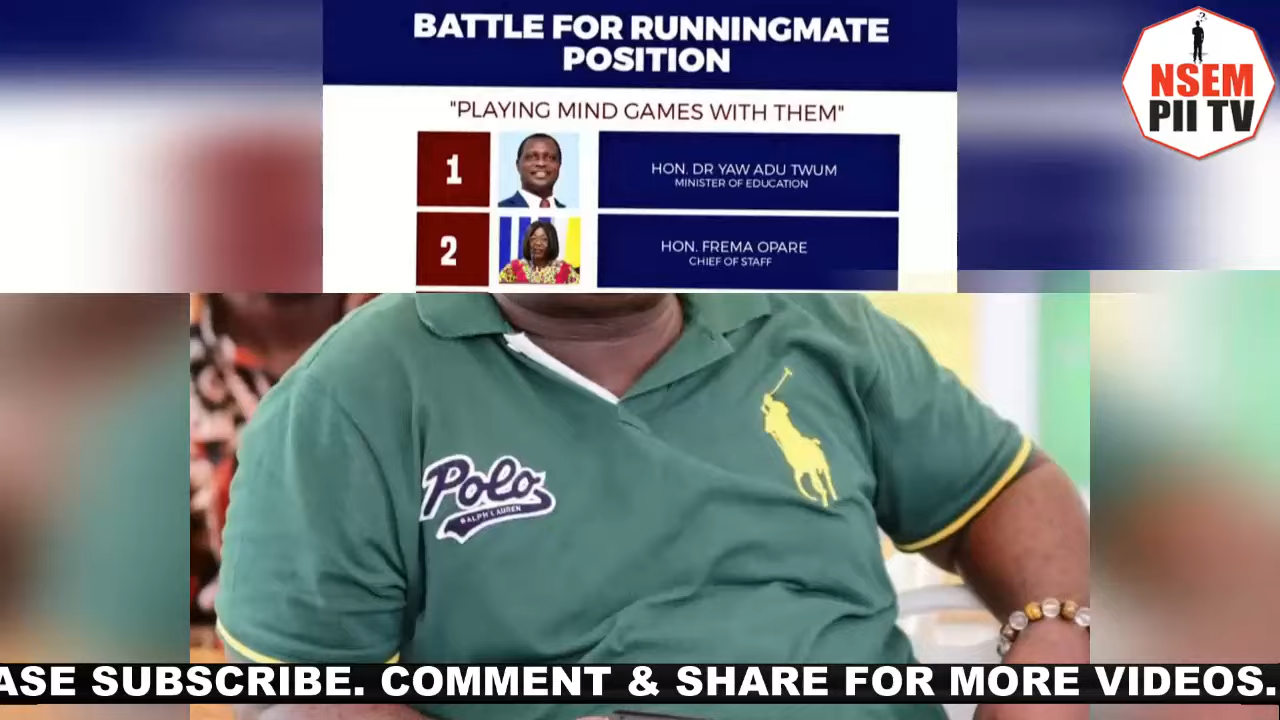 BATTLE FOR RUNNINGMATE
POSITION
"PLAYING MIND GAMES WITH THEM"
1
HON. DR YAW ADU TWUM
MINISTER OF EDUCATION
2
HON. FREMA OPARE
CHIEF OF STAFF
NSEM
PII TV
Polo
RALPH LAUREN
ASE SUBSCRIBE. COMMENT & SHARE FOR MORE VIDEOS.